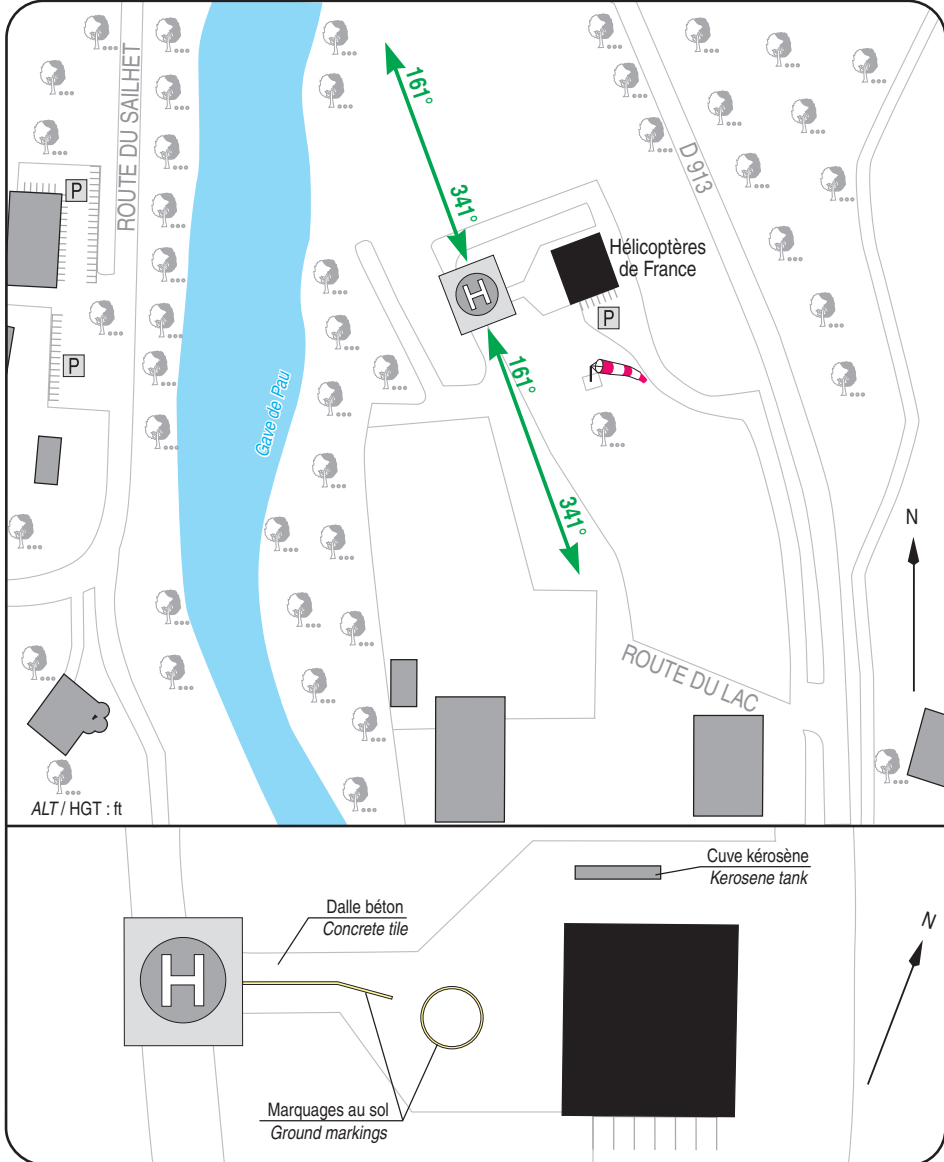 161°
341°
ROUTE DU SAILHET
P
D 913
Hélicoptères
de France
H
P
161°
P
Gave de Pau
341°
N
ROUTE DU LAC
ALT / HGT : ft
Cuve kérosène
Kerosene tank
Dalle béton
Concrete tile
N
H
Marquages au sol
Ground markings